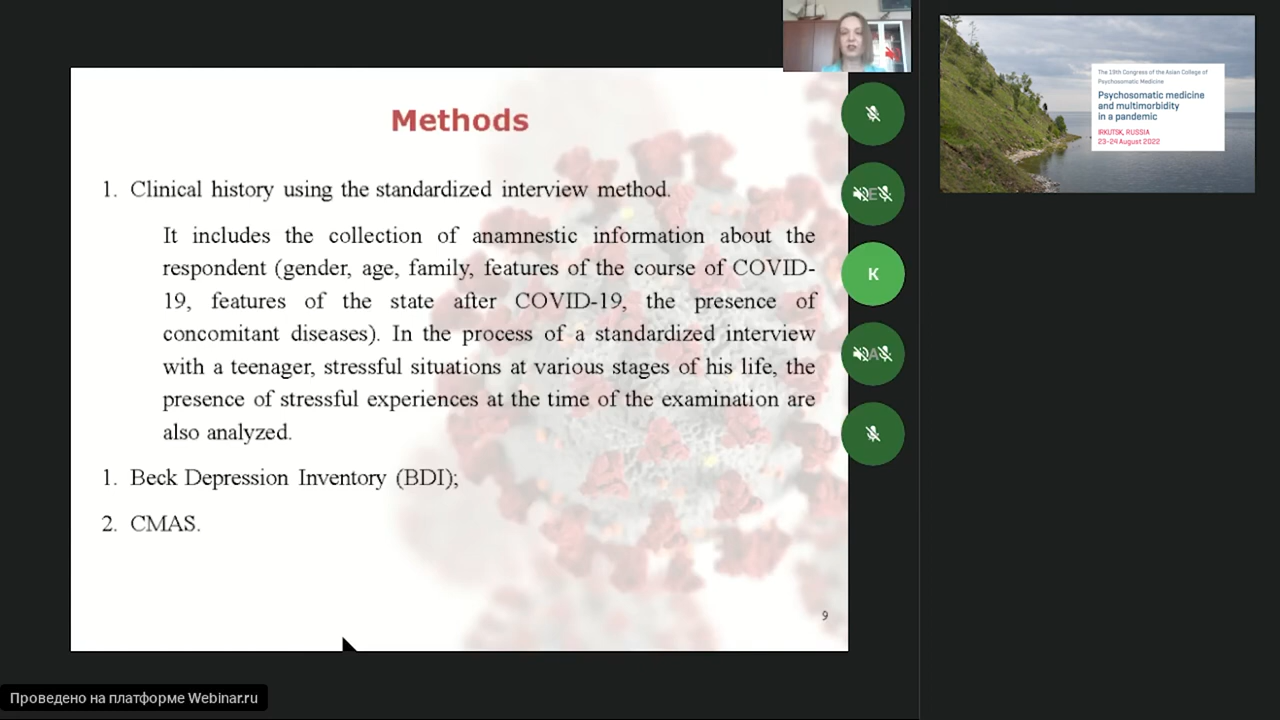 Methods
1. Clinical history using the standardized interview method.
It includes the collection of anamnestic information about the
respondent (gender, age, family, features of the course of COVID-
19, features of the state after COVID-19, the presence of
concomitant diseases). In the process of a standardized interview
with a teenager, stressful situations at various stages of his life, the
presence of stressful experiences at the time of the examination are
also analyzed.
1. Beck Depression Inventory (BDI);
2. CMAS.
9
E
K
A
The 19th Congress of the Asian College of
Psychosomatic Medicine
Psychosomatic medicine
and multimorbidity
in a pandemic
IRKUTSK, RUSSIA
23-24 August 2022
Проведено на платформе Webinar.ru